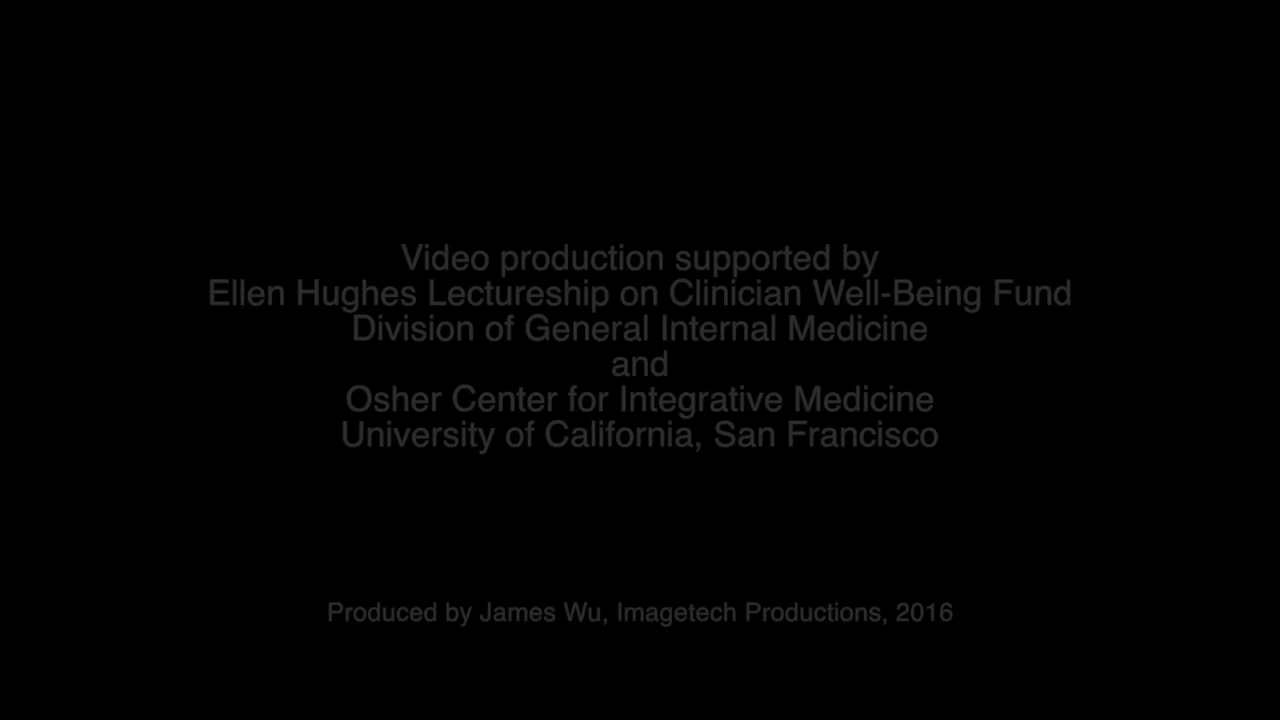 Video production supported by
Ellen Hughes Lectureship on Clinician Well-Being Fund
Division of General Internal Medicine
and
Osher Center for Integrative Medicine
University of California, San Francisco
Produced by James Wu, Imagetech Productions, 2016